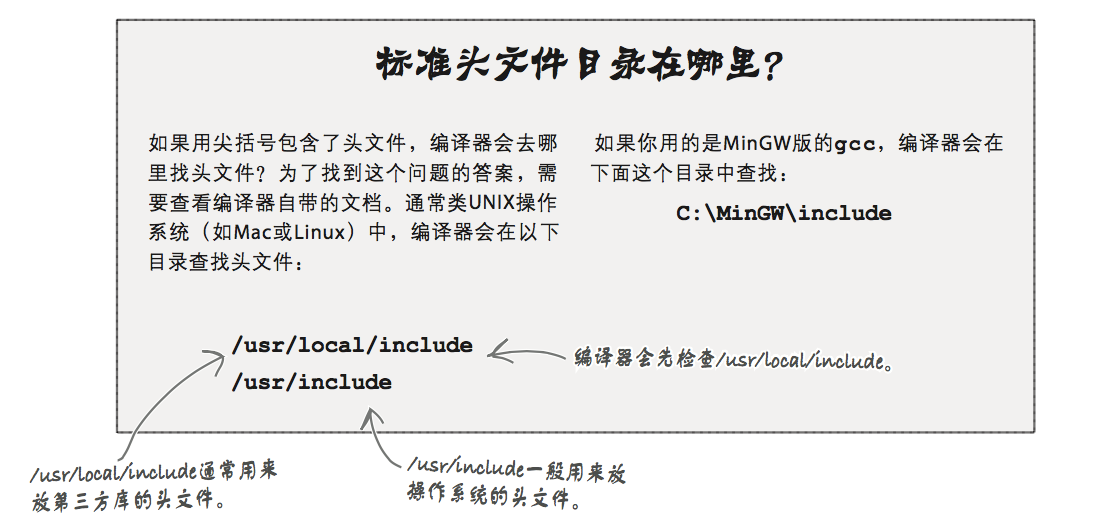 标准头文件目录在哪里？
如果用尖括号包含了头文件，编译器会去哪
里找头文件？为了找到这个问题的答案，需
要查看编译器自带的文档。通常类UNIX操作
系统（如Mac或Linux）中，编译器会在以下
目录查找头文件：
/usr/local/include
/usr/include
编译器会先检查/usr/local/include。
/usr/local/include通常用来
放第三方库的头文件。
/usr/include一般用来放
操作系统的头文件。
如果你用的是MinGW版的gcc，编译器会在
下面这个目录中查找：
C:\MinGW\include